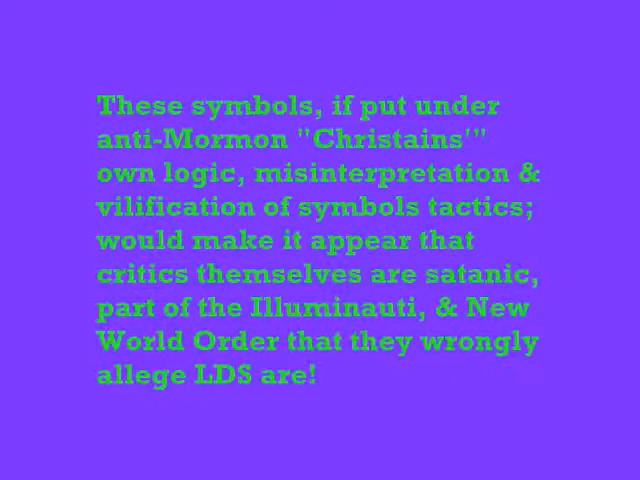 These symbols, if put under
anti-Mormon "Christains'"
own logic, misinterpretation &
vilification of symbols tactics;
would make it appear that
critics themselves are satanic,
part of the Illuminauti, & New
World Order that they wrongly
allege LDS are!